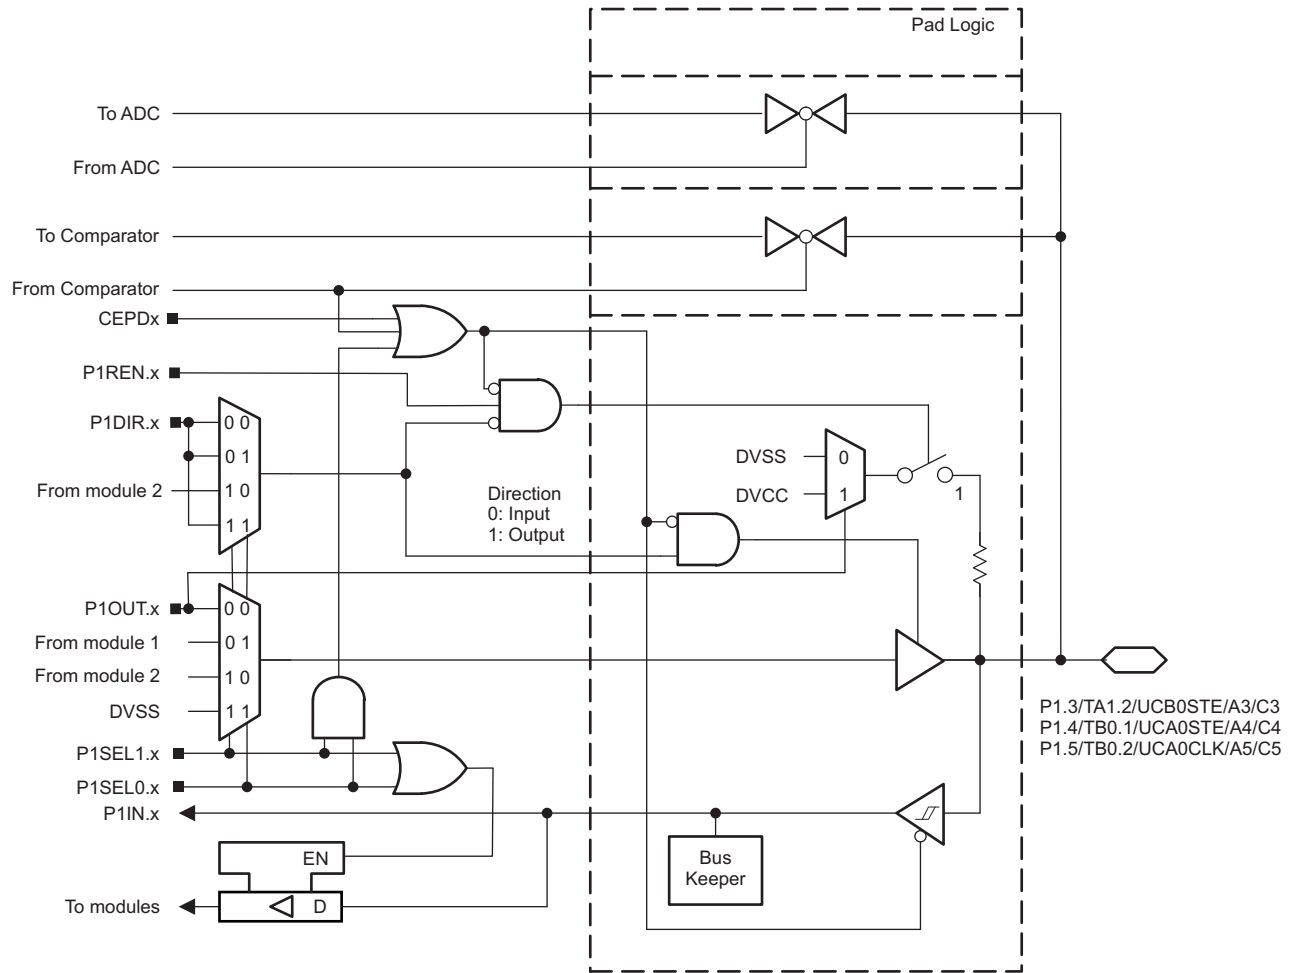 Pad Logic
To ADC
From ADC
To Comparator
From Comparator
CEPDx
P1REN.x
P1DIR.x
0 0
0 1
From module 2
1 0
1 1
Direction
0: Input
1: Output
DVSS
0
DVCC
1
1
P1OUT.x
0 0
From module 1
0 1
From module 2
1 0
DVSS
1 1
P1.3/TA1.2/UCB0STE/A3/C3
P1.4/TB0.1/UCA0STE/A4/C4
P1.5/TB0.2/UCA0CLK/A5/C5
P1SEL1.x
P1SEL0.x
P1IN.x
EN
Bus
Keeper
To modules
D